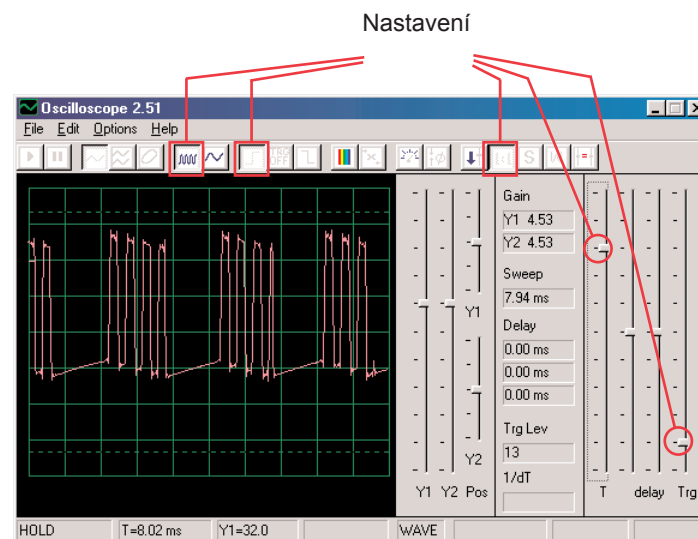 Nastavení
Oscilloscope 2.51
File Edit Options Help
Gain
Y1 4.53
Y2 4.53
Sweep
7.94 ms
Delay
0.00 ms
0.00 ms
0.00 ms
Trg Lev
13
1/dT
Y1
Y2
Y1 Y2 Pos
T delay Trg
HOLD T=8.02 ms Y1=32.0 WAVE